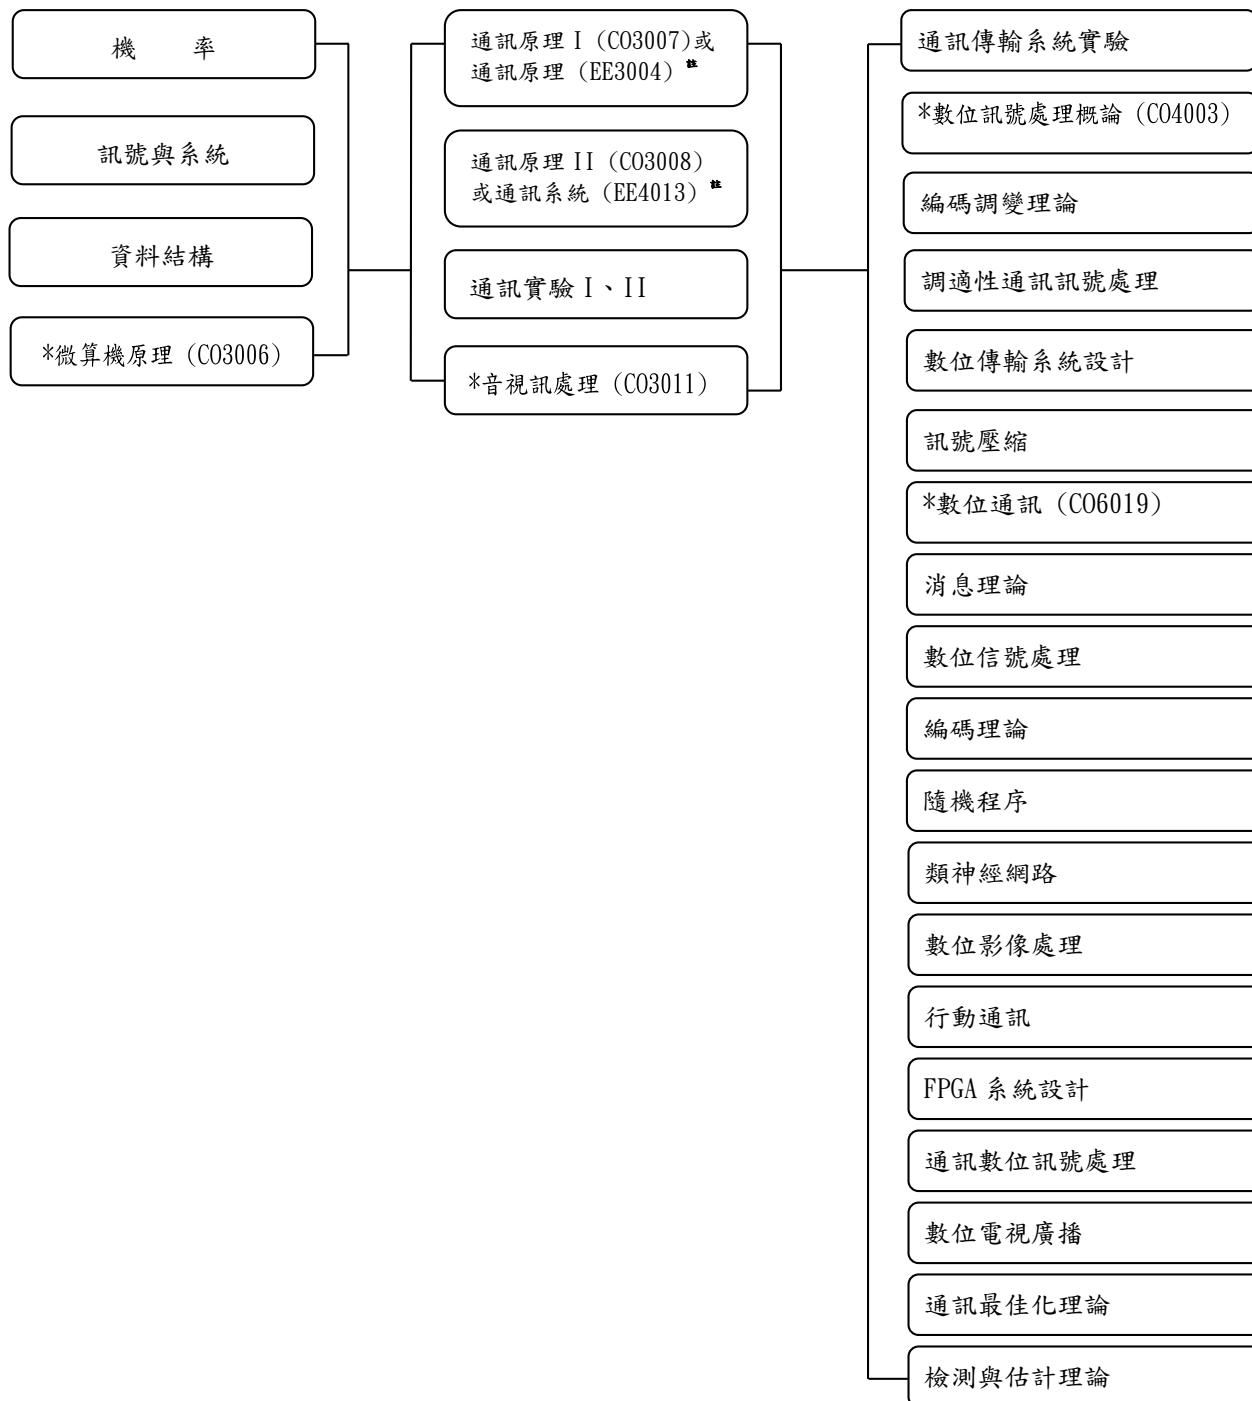 機 率
訊號與系統
資料結構
*微算機原理 (CO3006)
通訊原理 I (CO3007)或
通訊原理 (EE3004) 註
通訊原理 II (CO3008)
或通訊系統 (EE4013) 註
通訊實驗 I、II
*音視訊處理 (CO3011)
通訊傳輸系統實驗
*數位訊號處理概論 (CO4003)
編碼調變理論
調適性通訊訊號處理
數位傳輸系統設計
訊號壓縮
*數位通訊 (CO6019)
消息理論
數位信號處理
編碼理論
隨機程序
類神經網路
數位影像處理
行動通訊
FPGA 系統設計
通訊數位訊號處理
數位電視廣播
通訊最佳化理論
檢測與估計理論